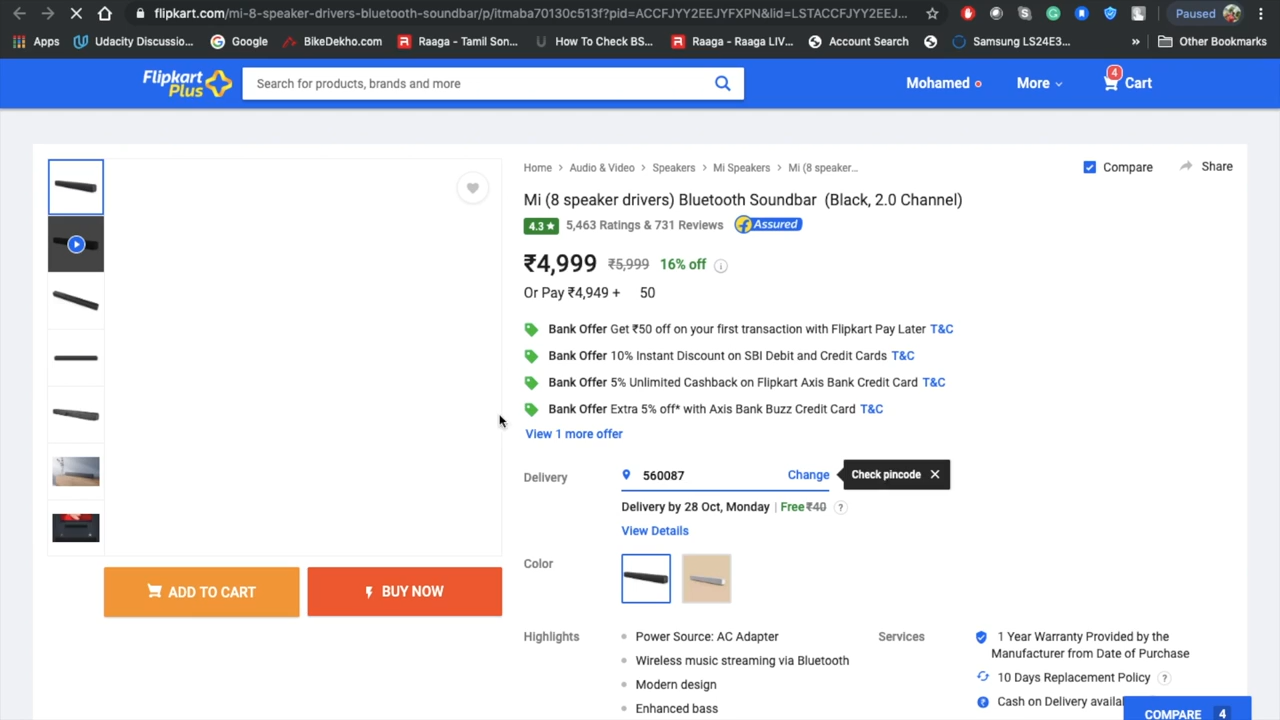 flipkart.com/mi-8-speaker-drivers-bluetooth-soundbar/p/itmaba70130c513f?pid=ACCFJYY2EEJYFXPN&lid=LSTACCFJYY2EEJ...
Paused
Apps
Udacity Discussio...
Google
BikeDekho.com
Raaga - Tamil Son...
How To Check BS...
Raaga - Raaga LIV...
Account Search
Samsung LS24E3...
»
Other Bookmarks
Flipkart
Plus
Search for products, brands and more
Mohamed
More
4
Cart
Home > Audio & Video > Speakers > Mi Speakers > Mi (8 speaker...
Compare
Share
Mi (8 speaker drivers) Bluetooth Soundbar (Black, 2.0 Channel)
4.3 ★ 5,463 Ratings & 731 Reviews Assured
₹4,999 ₹5,999 16% off
Or Pay ₹4,949 + 50
Bank Offer Get ₹50 off on your first transaction with Flipkart Pay Later T&C
Bank Offer 10% Instant Discount on SBI Debit and Credit Cards T&C
Bank Offer 5% Unlimited Cashback on Flipkart Axis Bank Credit Card T&C
Bank Offer Extra 5% off* with Axis Bank Buzz Credit Card T&C
View 1 more offer
Delivery
560087
Change
Check pincode
Delivery by 28 Oct, Monday | Free ₹40 ?
View Details
Color
ADD TO CART
BUY NOW
Highlights
Power Source: AC Adapter
Wireless music streaming via Bluetooth
Modern design
Enhanced bass
Services
1 Year Warranty Provided by the
Manufacturer from Date of Purchase
10 Days Replacement Policy ?
Cash on Delivery availa
COMPARE 4